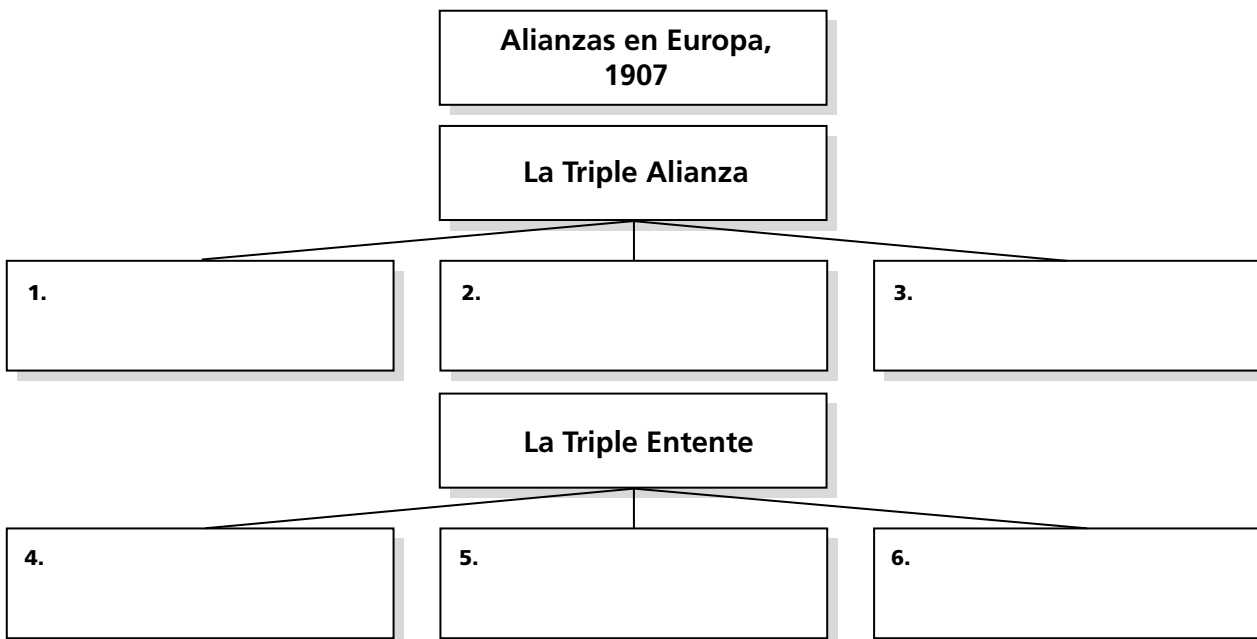 Alianzas en Europa,
1907
La Triple Alianza
1.
2.
3.
La Triple Entente
4.
5.
6.